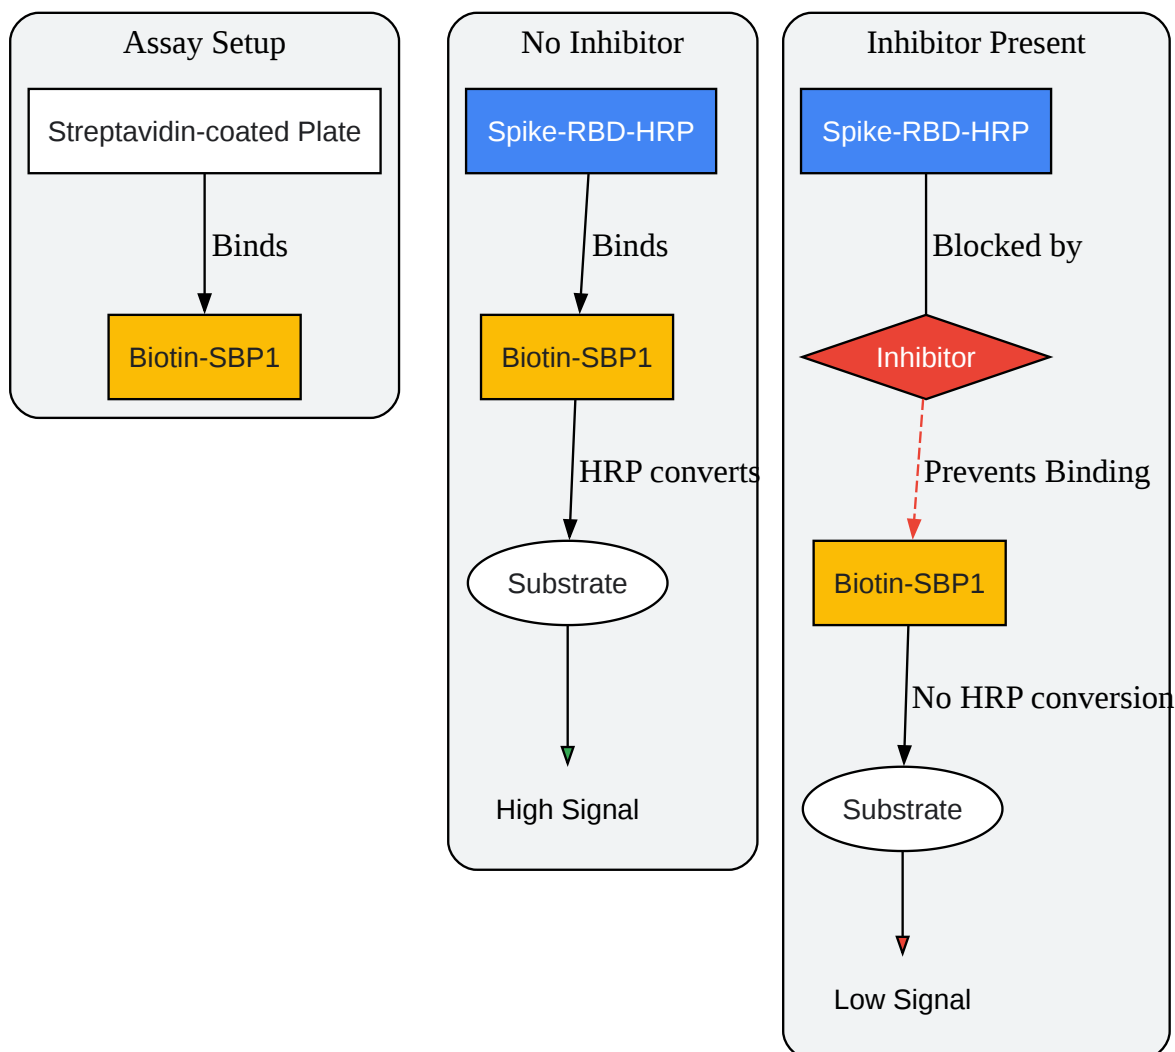 Assay Setup
Streptavidin-coated Plate
Binds
Biotin-SBP1
No Inhibitor
Spike-RBD-HRP
Binds
Biotin-SBP1
HRP converts
Substrate
High Signal
Inhibitor Present
Spike-RBD-HRP
Blocked by
Inhibitor
Prevents Binding
Biotin-SBP1
No HRP conversion
Substrate
Low Signal